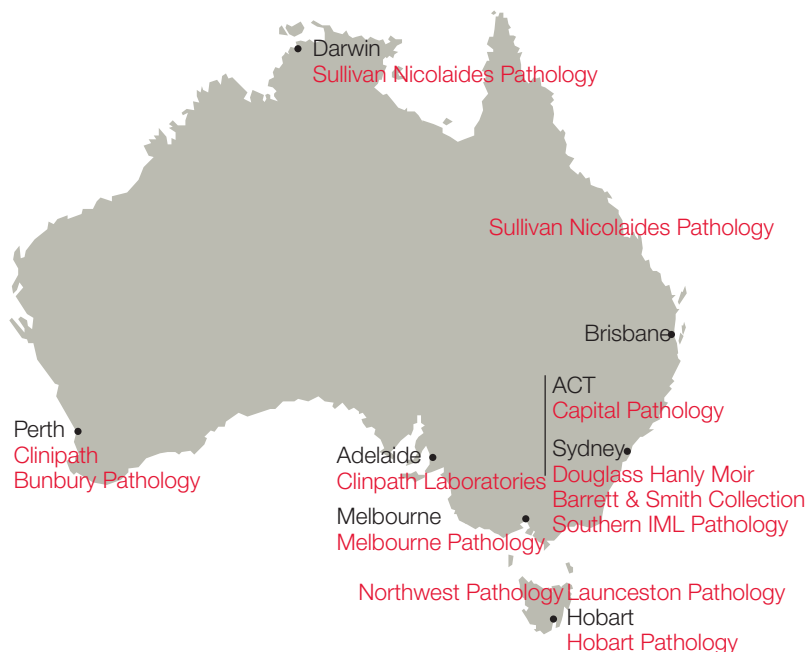 Darwin
Sullivan Nicolaides Pathology
Sullivan Nicolaides Pathology
Brisbane
ACT
Capital Pathology
Perth
Clinipath
Bunbury Pathology
Adelaide
Clinpath Laboratories
Sydney
Douglass Hanly Moir
Barrett & Smith Collection
Southern IML Pathology
Melbourne
Melbourne Pathology
Northwest Pathology
Launceston Pathology
Hobart
Hobart Pathology